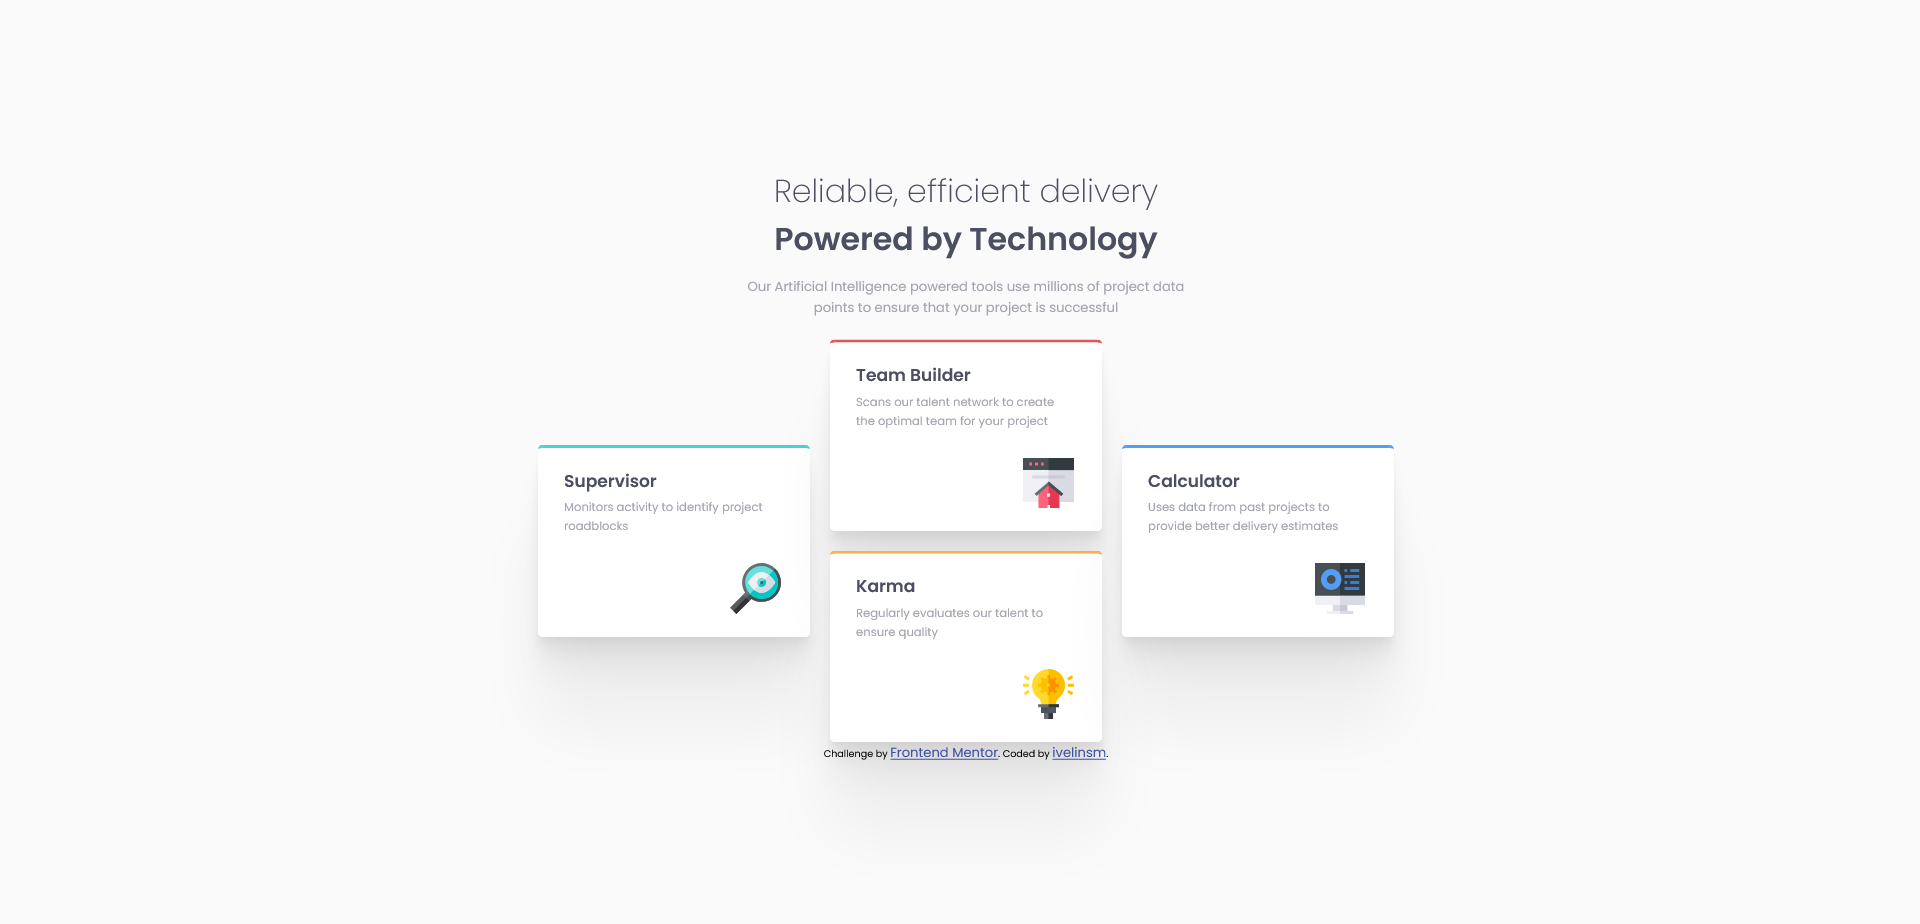 Reliable, efficient delivery
Powered by Technology
Our Artificial Intelligence powered tools use millions of project data
points to ensure that your project is successful
Supervisor
Monitors activity to identify project
roadblocks
Team Builder
Scans our talent network to create
the optimal team for your project
Karma
Regularly evaluates our talent to
ensure quality
Calculator
Uses data from past projects to
provide better delivery estimates
Challenge by Frontend Mentor. Coded by ivelinsm.